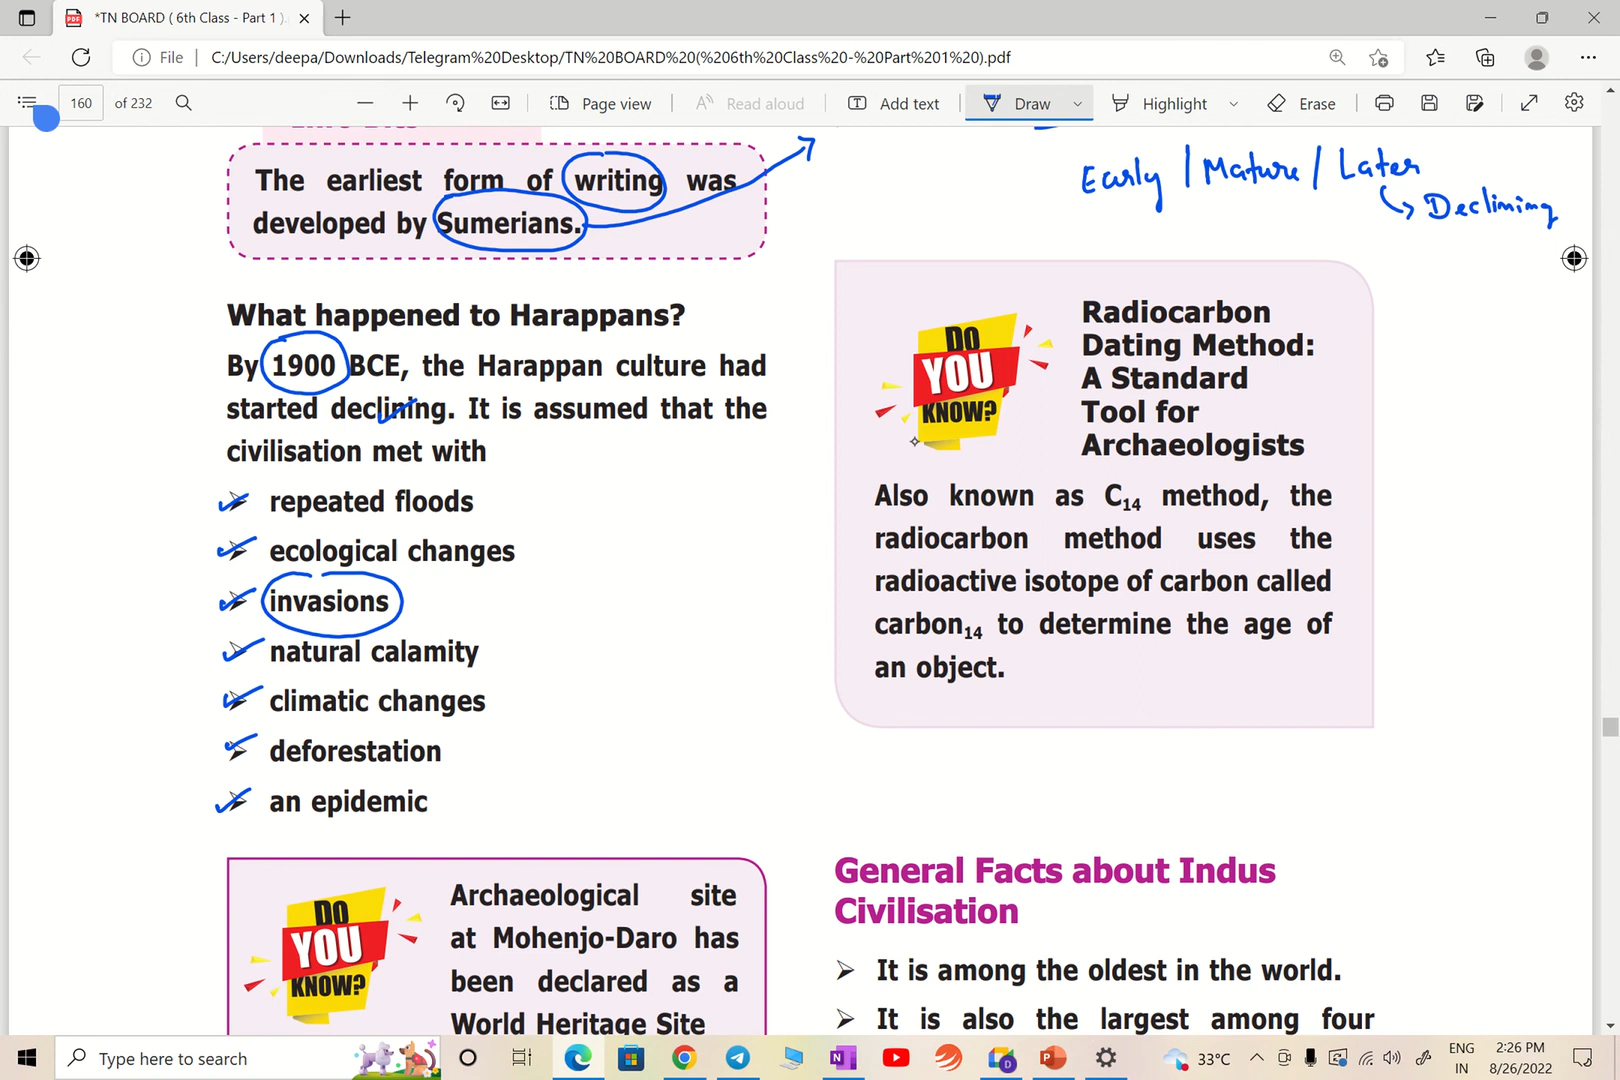 *TN BOARD ( 6th Class - Part 1 ).
File
C:/Users/deepa/Downloads/Telegram%20Desktop/TN%20BOARD%20(%206th%20Class%20-%20Part%201%20).pdf
160 of 232
Page view
Read aloud
Add text
Draw
Highlight
Erase
The earliest form of writing was
developed by Sumerians.
Early / Mature / Later
Declining
What happened to Harappans?
By 1900 BCE, the Harappan culture had
started declining. It is assumed that the
civilisation met with
repeated floods
ecological changes
invasions
natural calamity
climatic changes
deforestation
an epidemic
DO
YOU
KNOW?
Archaeological site
at Mohenjo-Daro has
been declared as a
World Heritage Site
DO
YOU
KNOW?
Radiocarbon
Dating Method:
A Standard
Tool for
Archaeologists
Also known as C14 method, the
radiocarbon method uses the
radioactive isotope of carbon called
carbon14 to determine the age of
an object.
General Facts about Indus
Civilisation
It is among the oldest in the world.
It is also the largest among four
Type here to search
33°C
ENG
IN
2:26 PM
8/26/2022